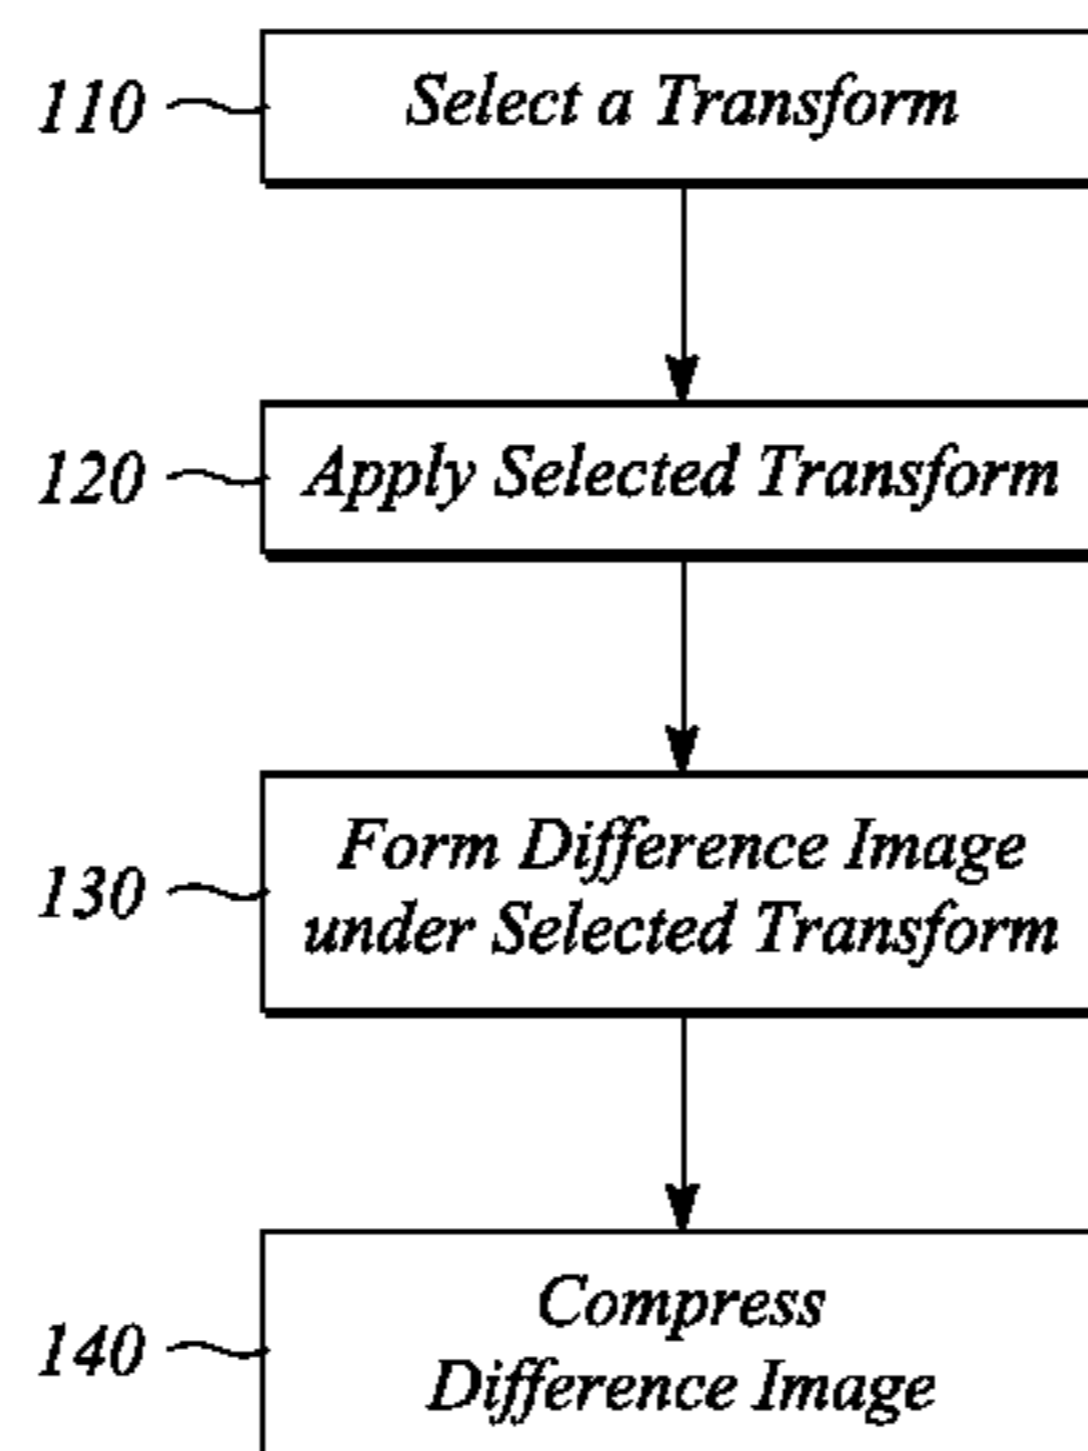 110 Select a Transform
120 Apply Selected Transform
Form Difference Image
130
under Selected Transform
Compress
140
Difference Image